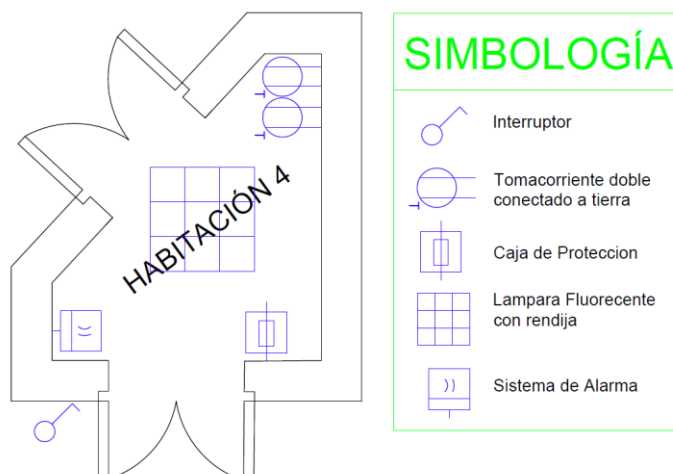 HABITACIÓN 4
SIMBOLOGÍA
Interruptor
Tomacorriente doble
conectado a tierra
Caja de Proteccion
Lampara Fluorecente
con rendija
Sistema de Alarma